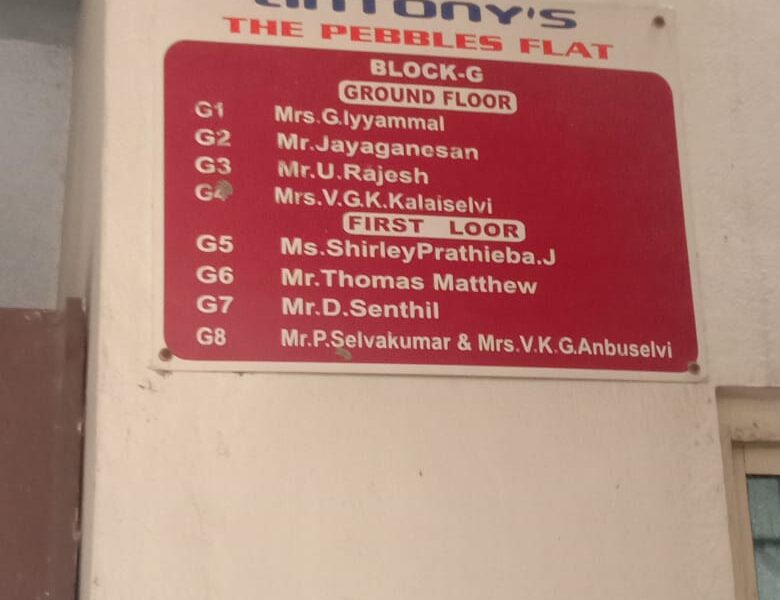 antony's
THE PEBBLES FLAT
BLOCK-G
GROUND FLOOR
G1 Mrs.G.Iyyammal
G2 Mr.Jayaganesan
G3 Mr.U.Rajesh
G4 Mrs.V.G.K.Kalaiselvi
FIRST LOOR
G5 Ms.ShirleyPrathieba.J
G6 Mr.Thomas Matthew
G7 Mr.D.Senthil
G8 Mr.P.Selvakumar & Mrs.V.K.G.Anbuselvi